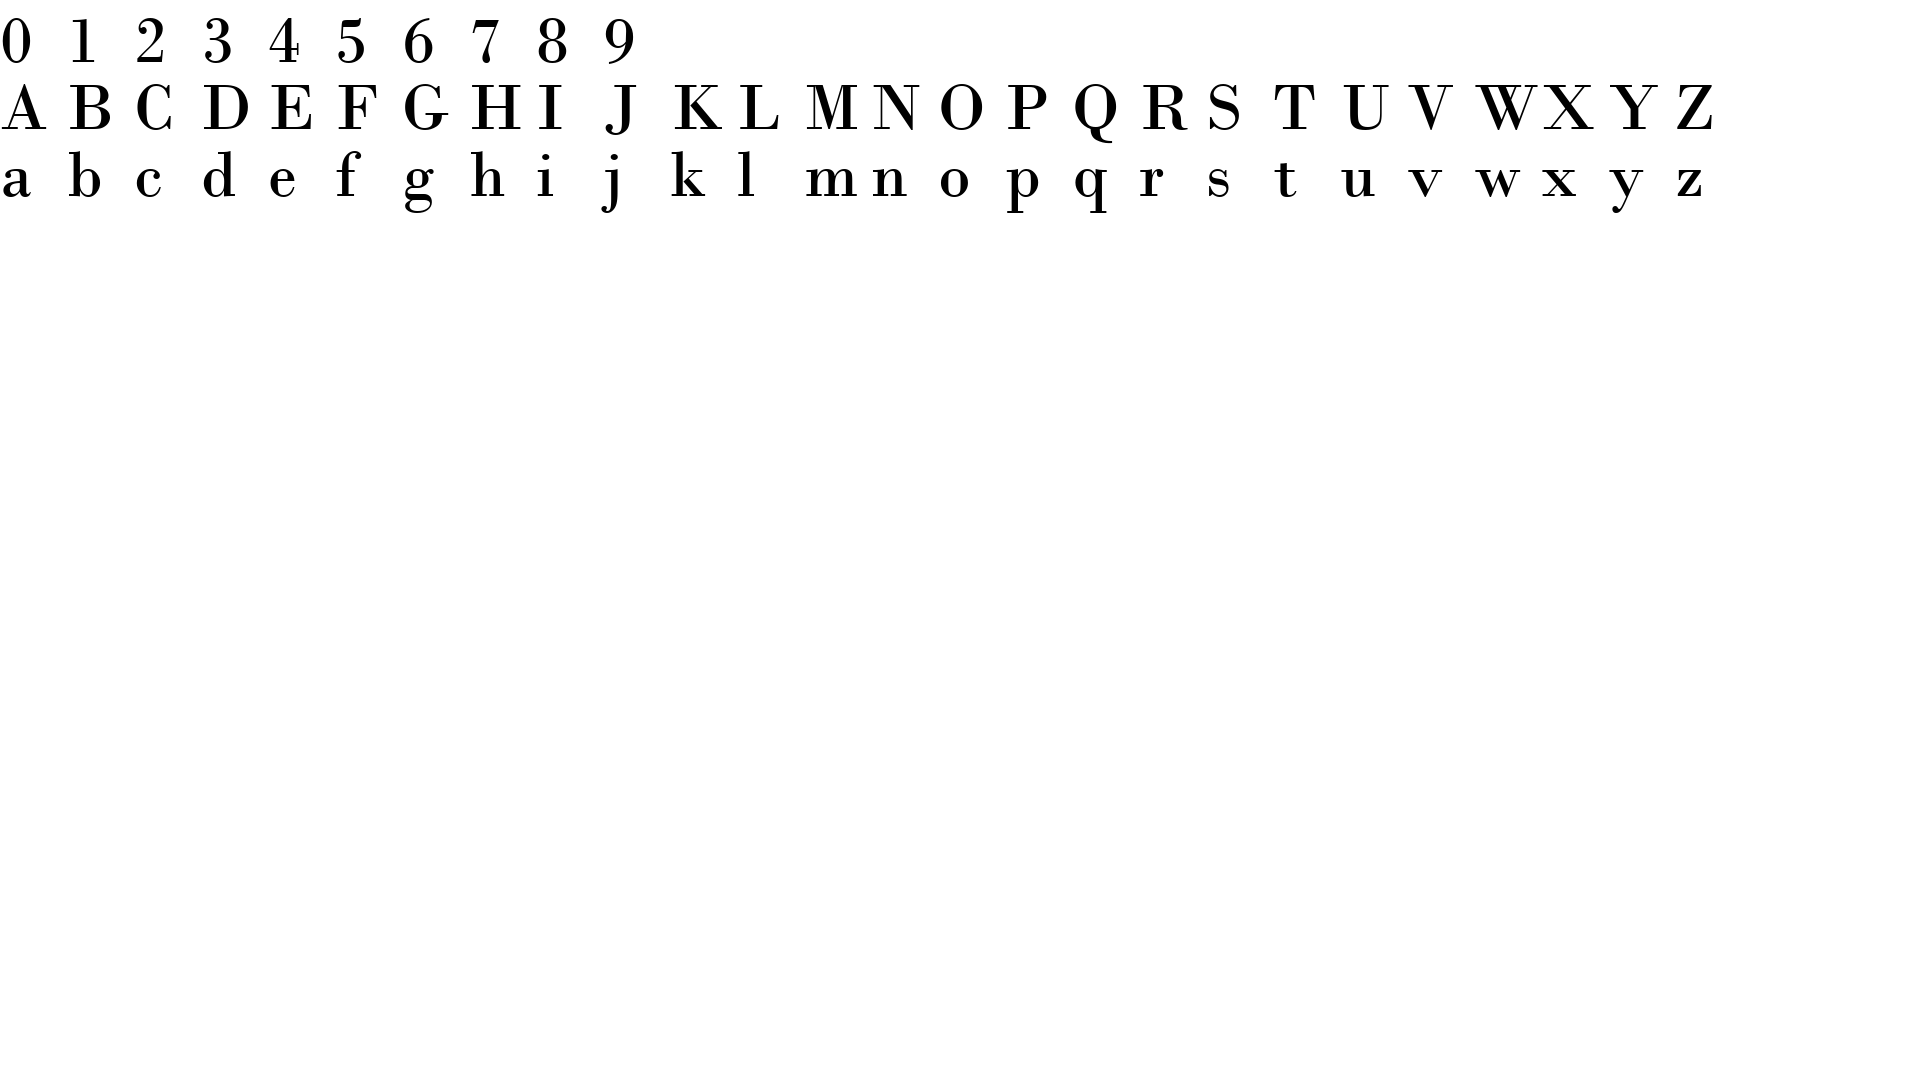 0 1 2 3 4 5 6 7 8 9
A B C D E F G H I J K L M N O P Q R S T U V W X Y Z
a b c d e f g h i j k l m n o p q r s t u v w x y z